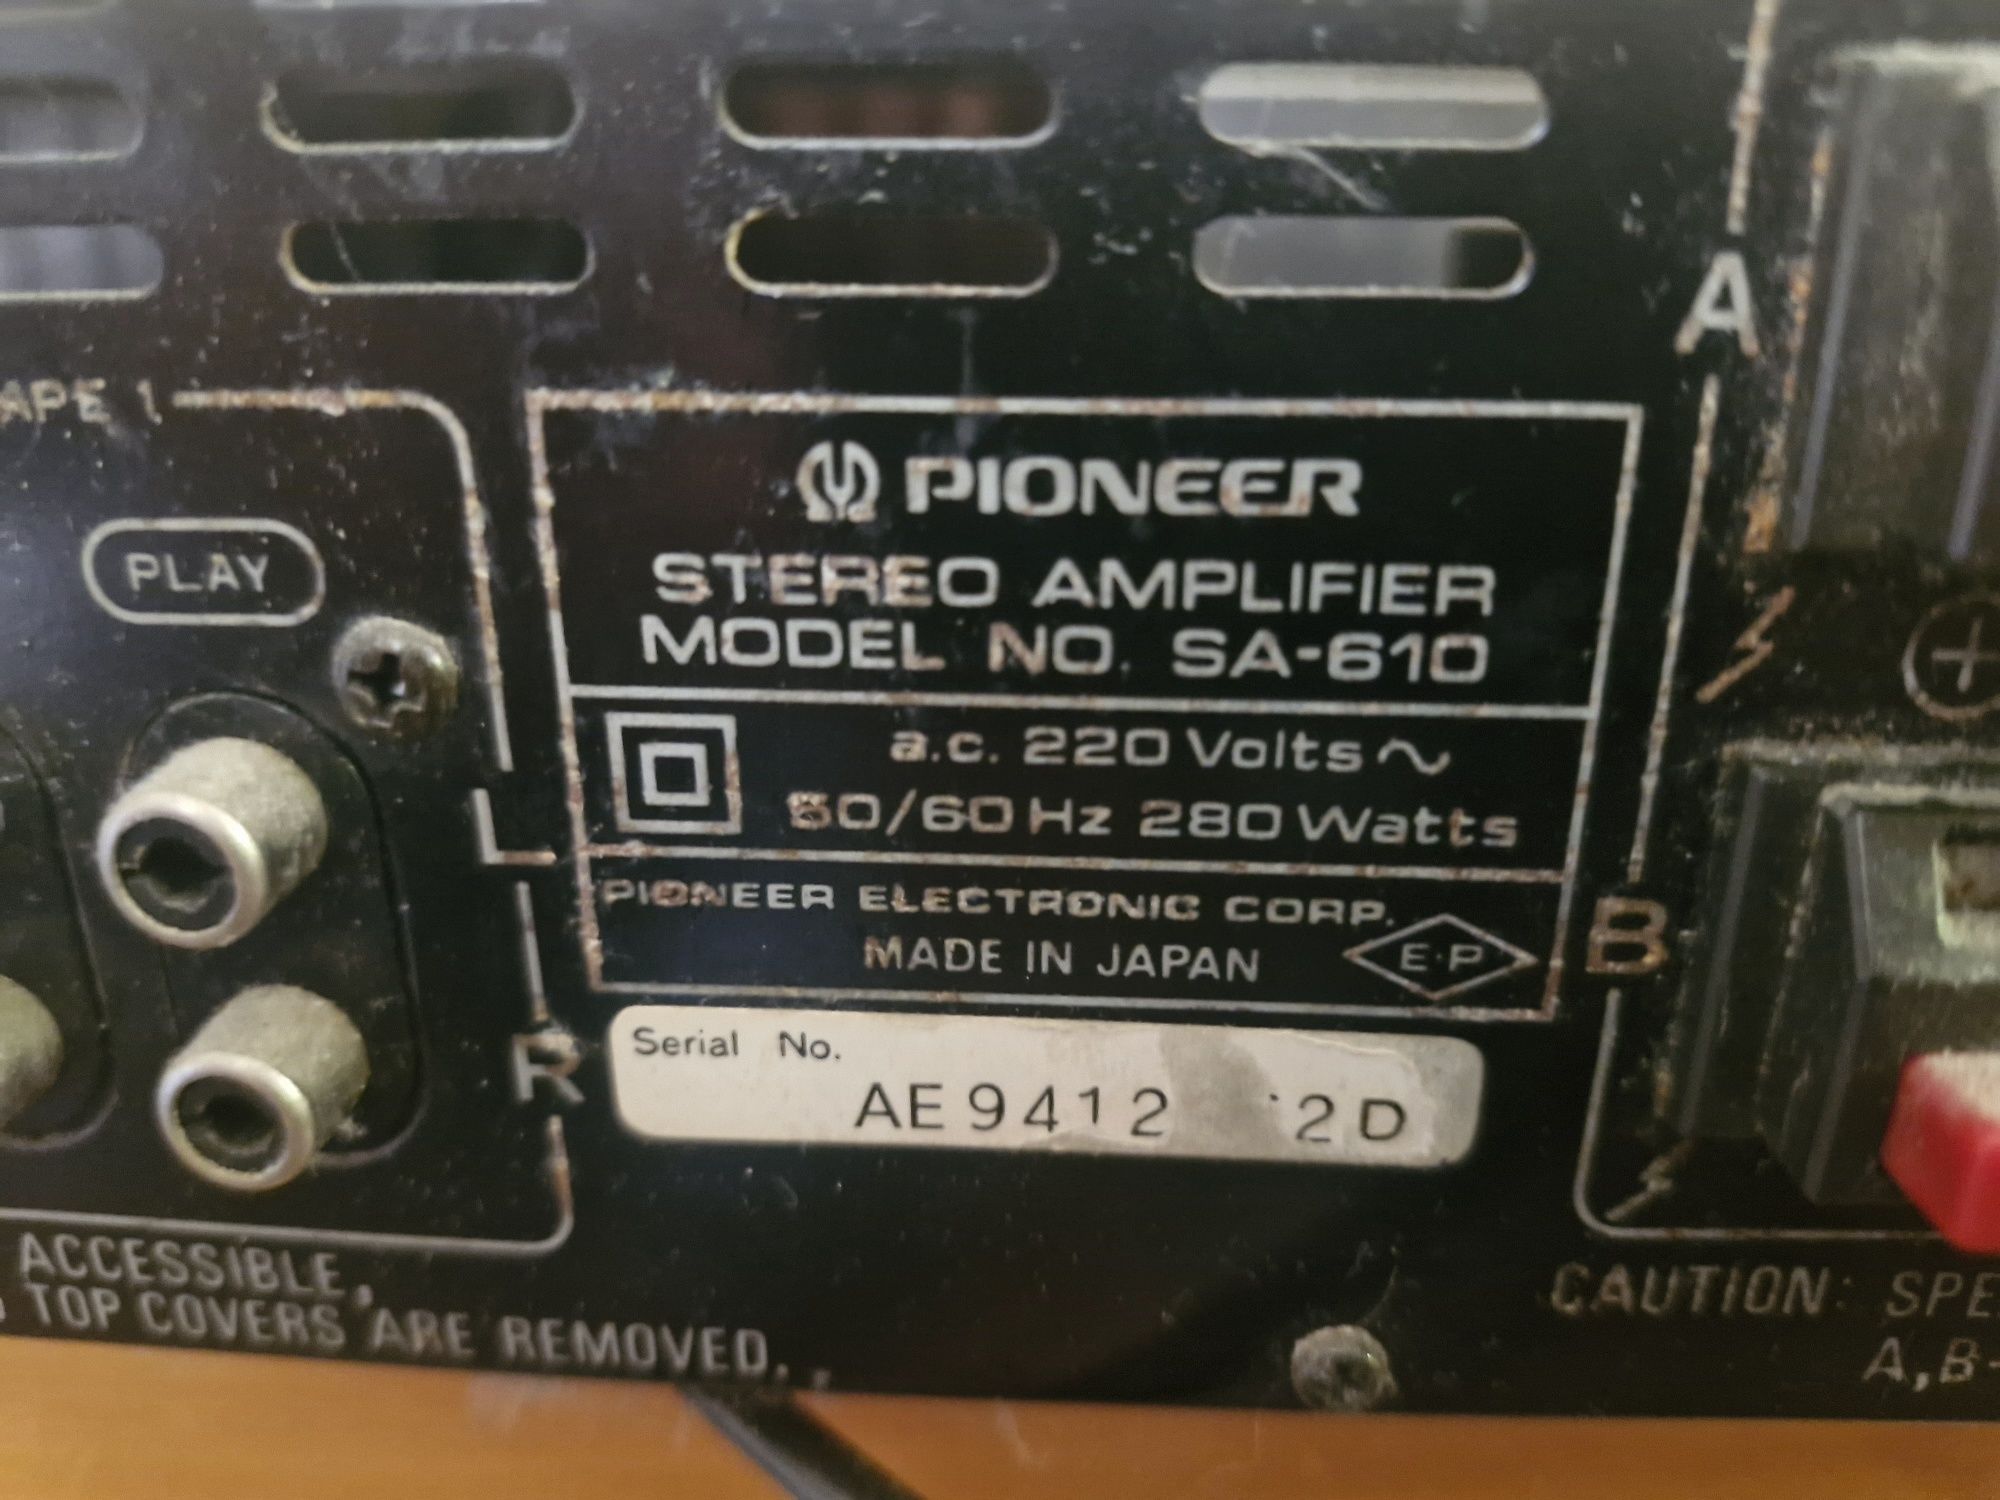 A
APE 1
PLAY
PIONEER
STEREO AMPLIFIER
MODEL NO. SA-610
a.c. 220 Volts ~
50/60 Hz 280 Watts
L
PIONEER ELECTRONIC CORP.
MADE IN JAPAN
E·P
B
R
Serial No.
AE9412 2D
ACCESSIBLE,
TOP COVERS ARE REMOVED.
CAUTION: SPE
A,B-